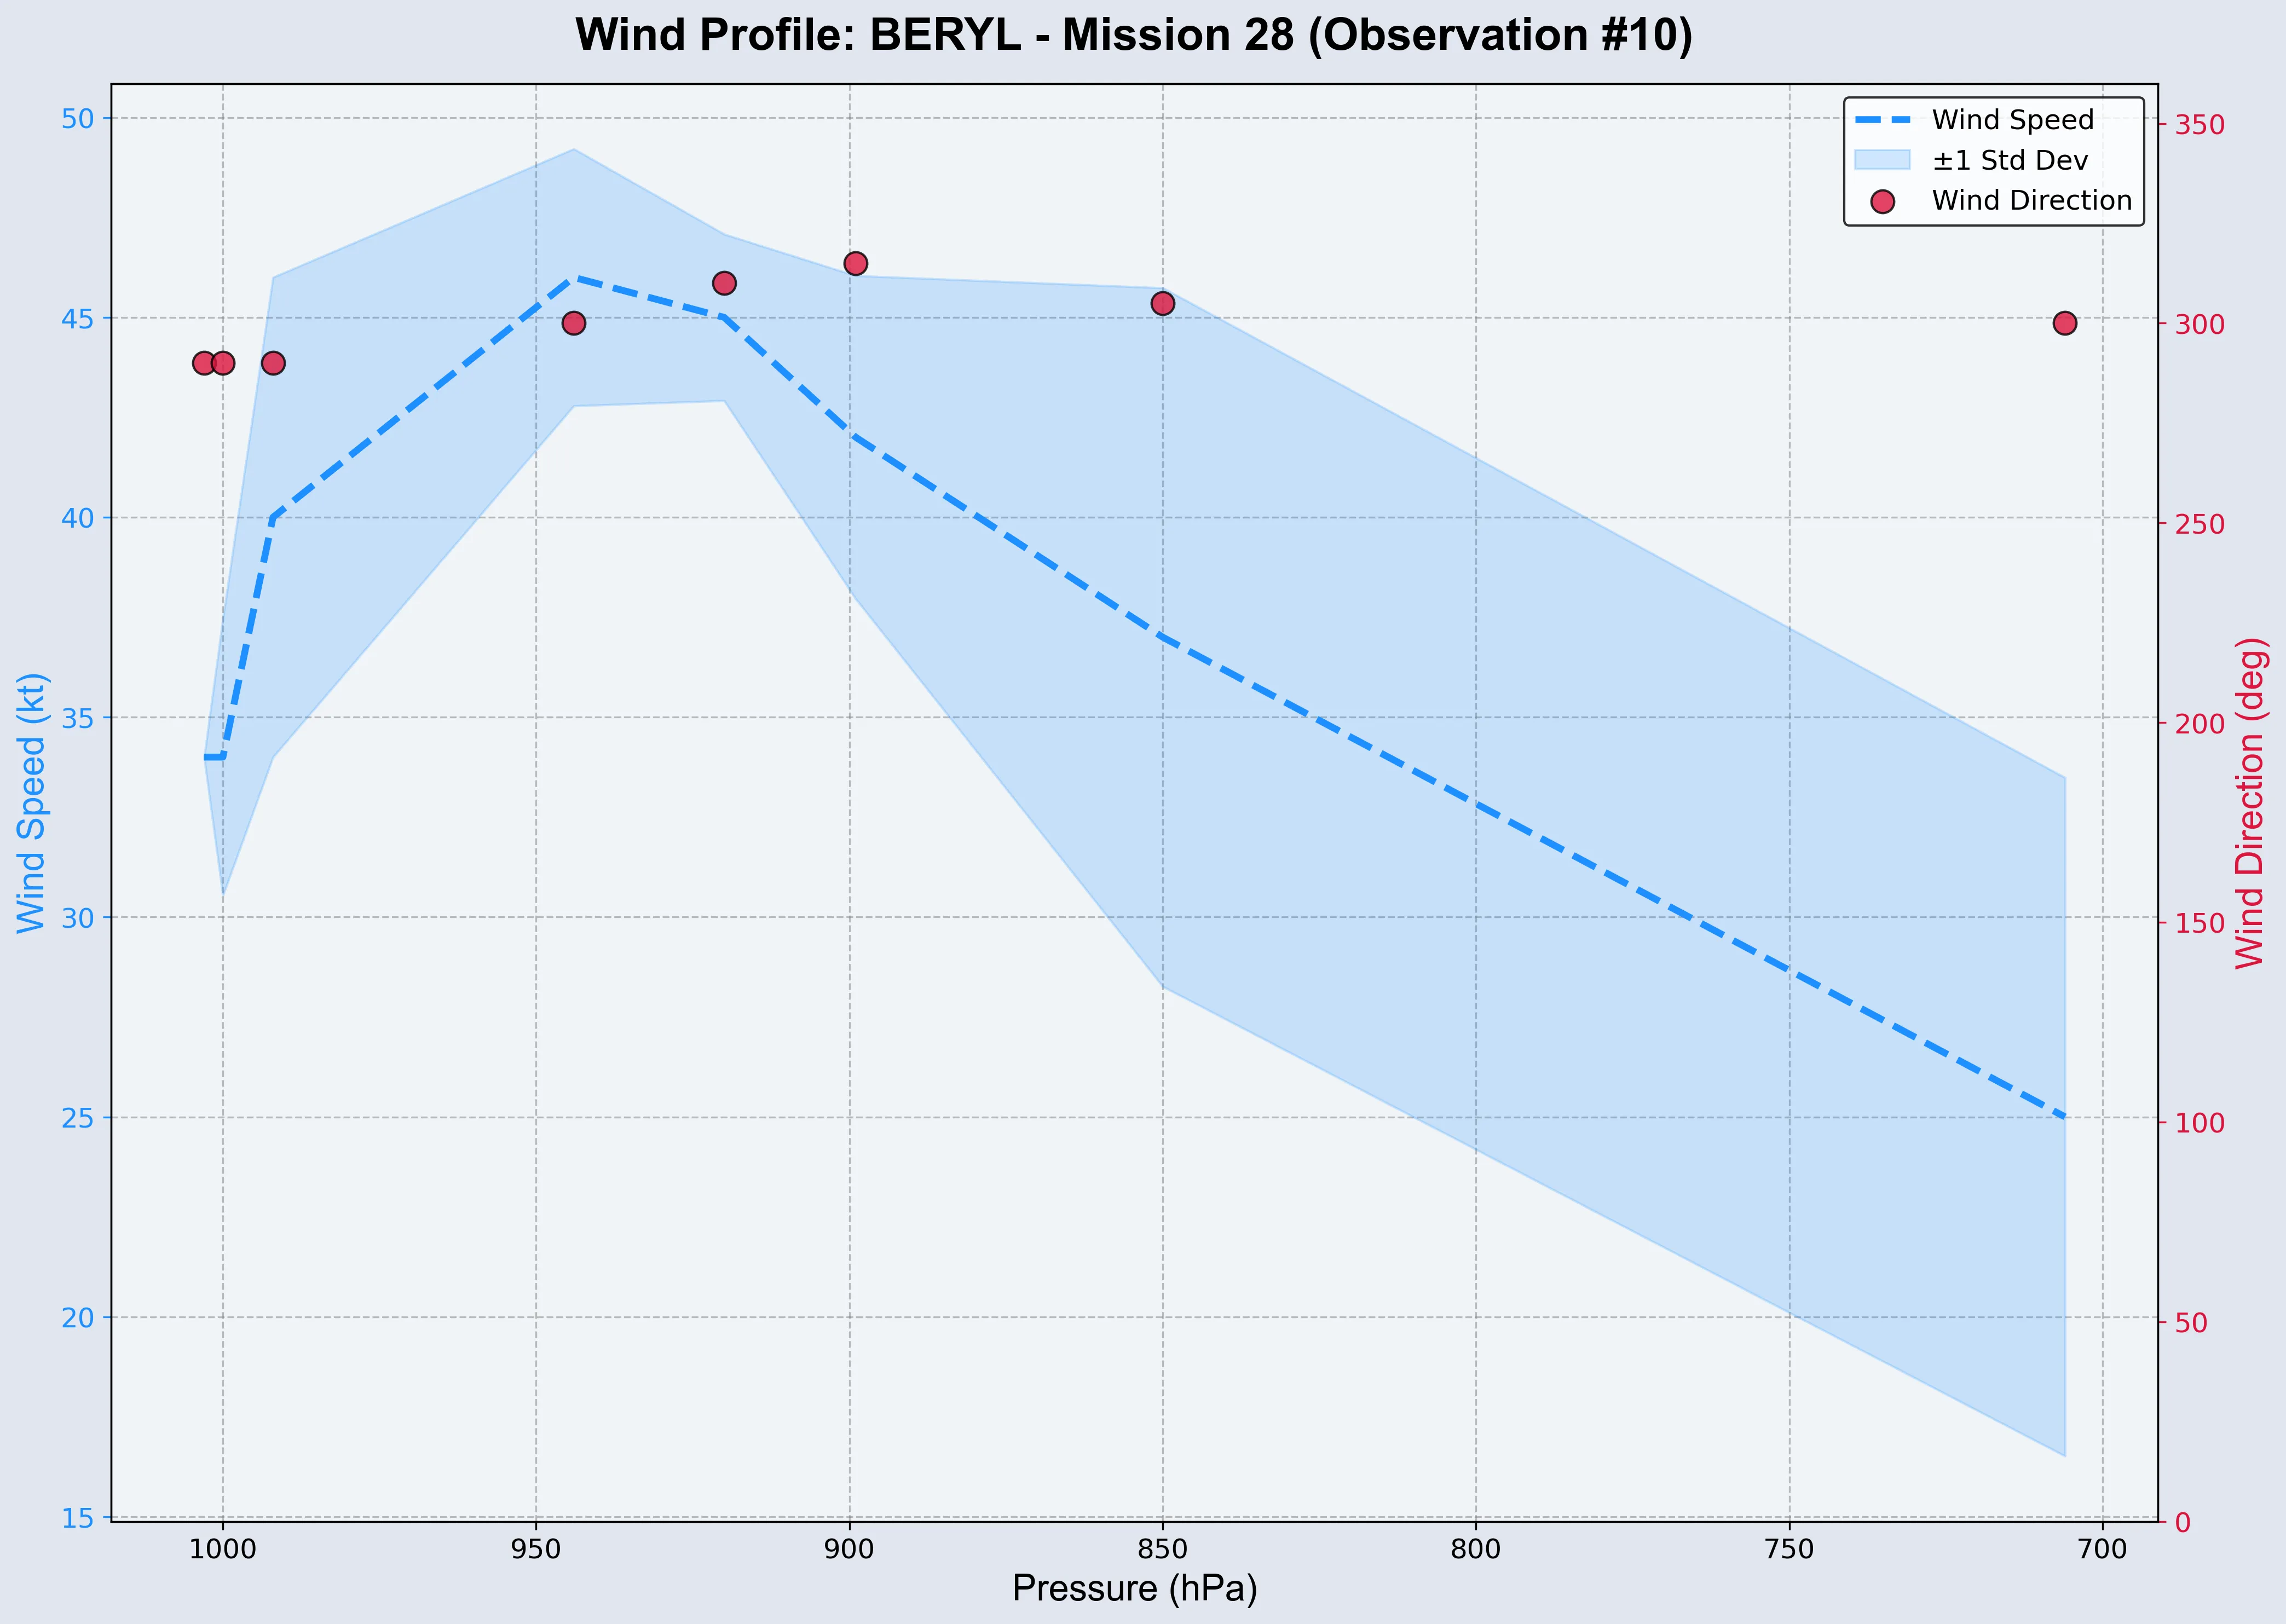 Wind Profile: BERYL - Mission 28 (Observation #10)
Wind Speed
±1 Std Dev
Wind Direction
50
45
40
35
30
25
20
15
Wind Speed (kt)
350
300
250
200
150
100
50
0
Wind Direction (deg)
1000 950 900 850 800 750 700
Pressure (hPa)